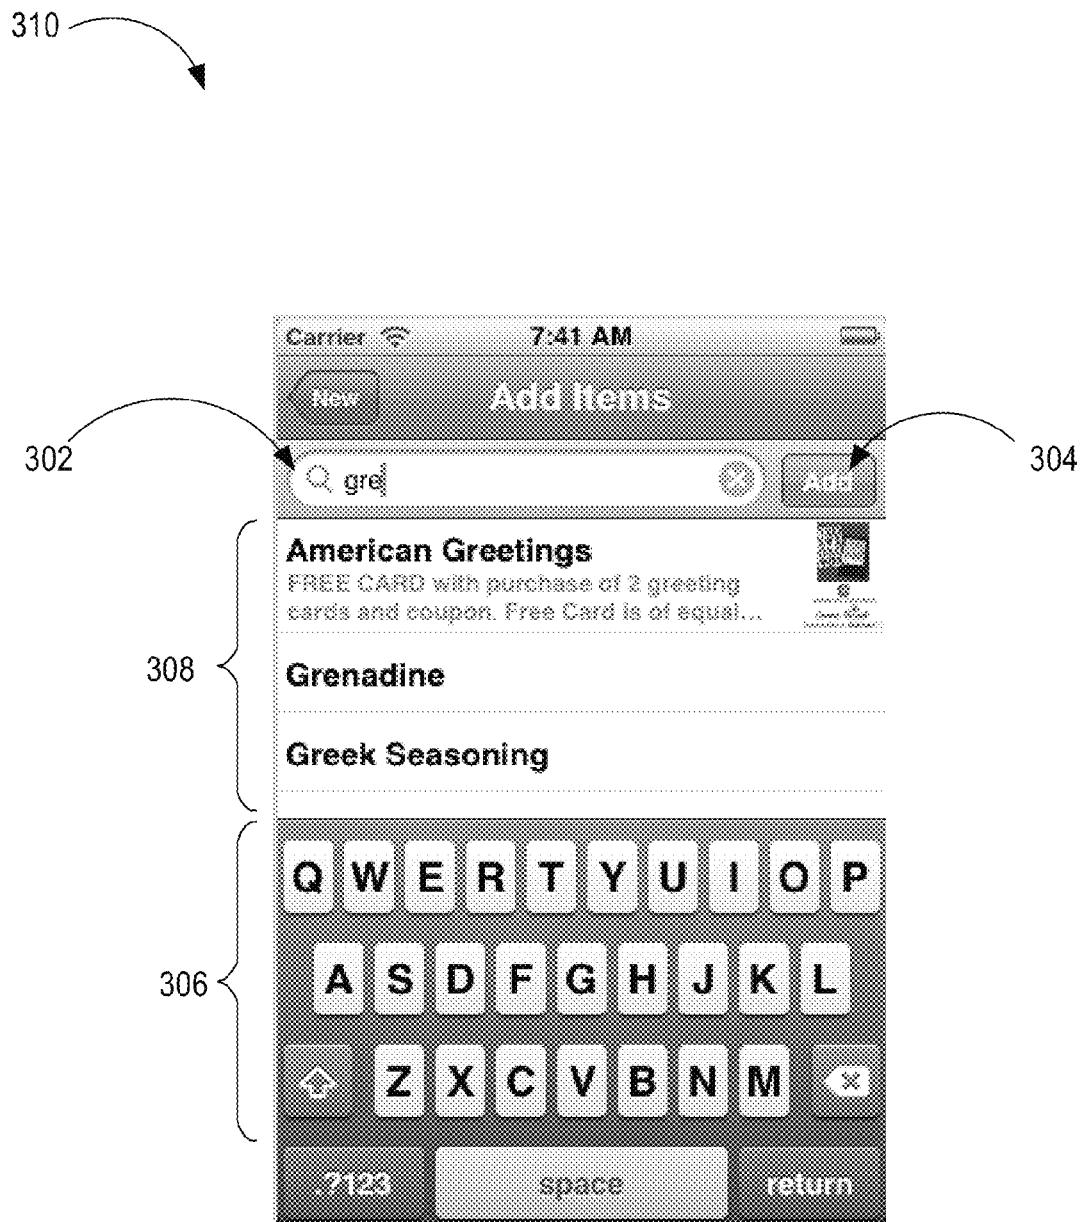 310
Carrier 7:41 AM
New Add Items
302
gre Add
304
American Greetings
FREE CARD with purchase of 2 greeting
cards and coupon. Free Card is of equal...
308
Grenadine
Greek Seasoning
Q W E R T Y U I O P
306
A S D F G H J K L
Z X C V B N M
.?123 space return